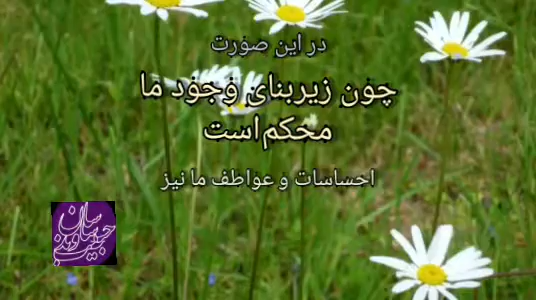 در این صورت
چون زیربنای وجود ما
محکم است
احساسات و عواطف ما نیز